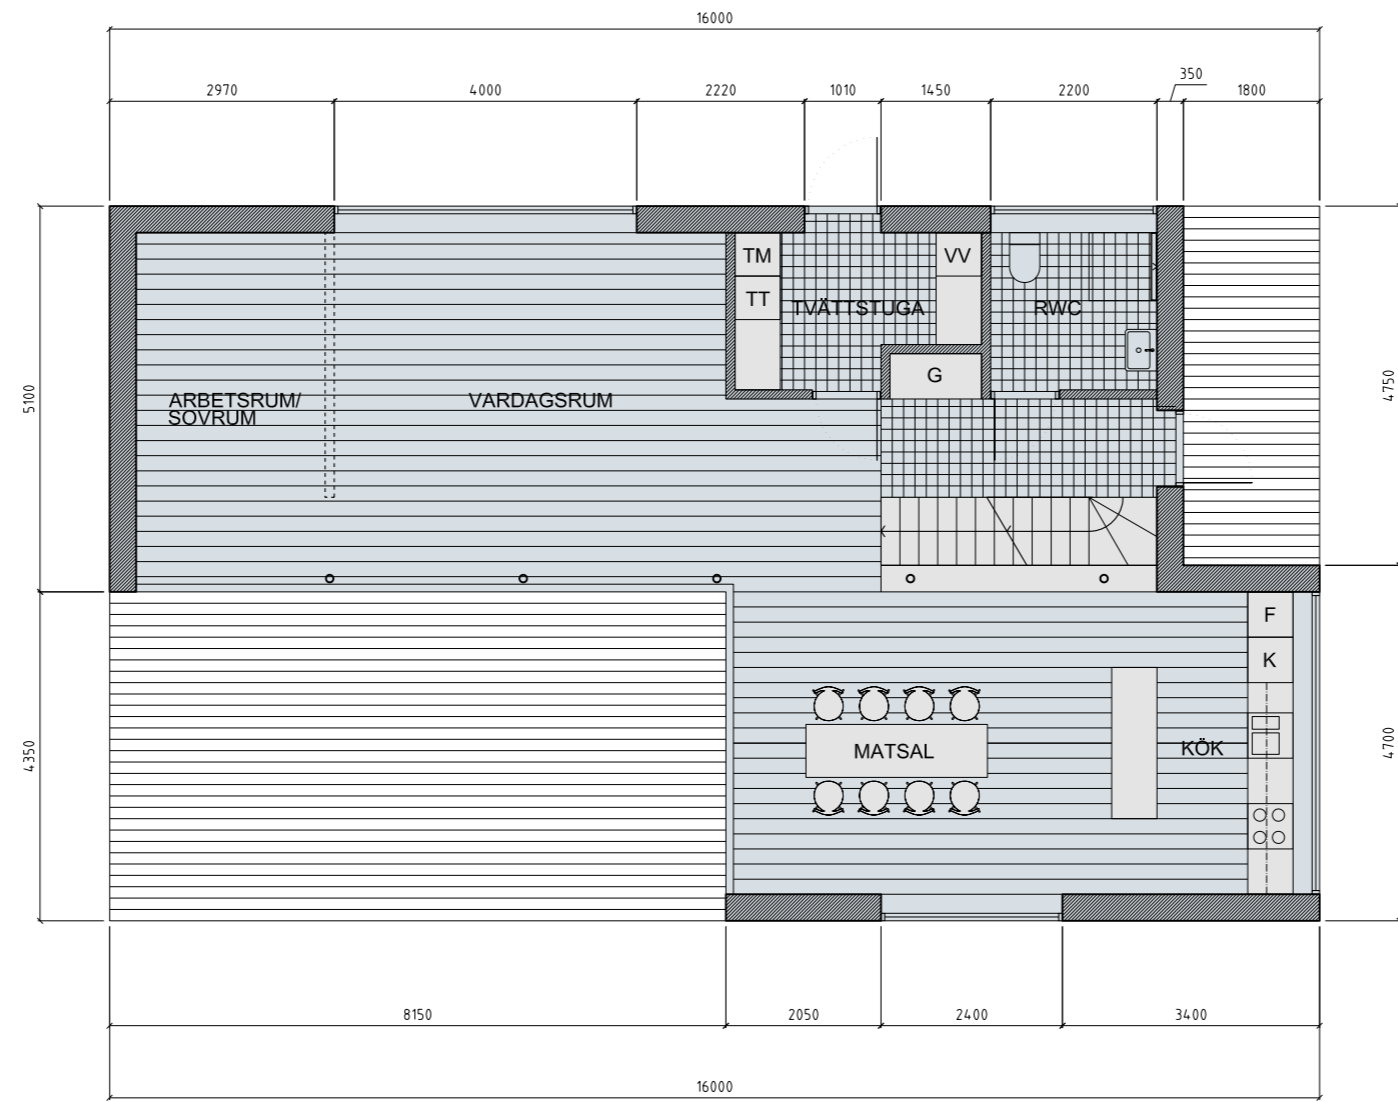 16000
350
2970
4000
2220
1010
1450
2200
1800
TM
VV
TT
TVÄTTSTUGA
RWC
G
5100
4750
ARBETSRUM/
SOVRUM
VARDAGSRUM
F
K
4350
MATSAL
KÖK
4700
8150
2050
2400
3400
16000